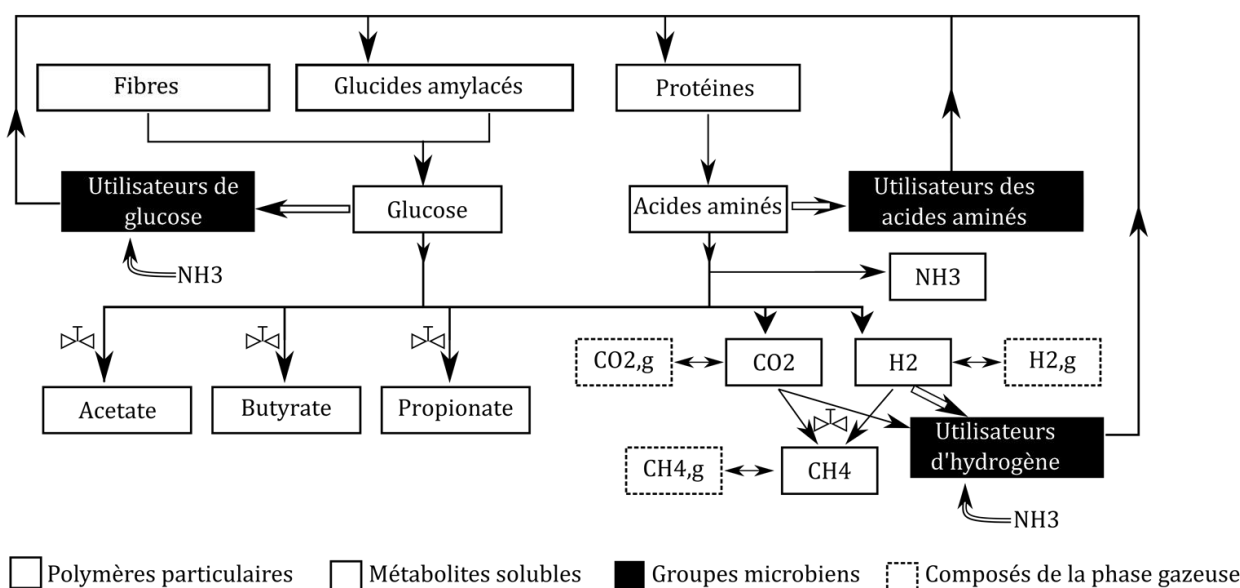 Fibres
Glucides amylacés
Protéines
Utilisateurs de
glucose
Glucose
Acides aminés
Utilisateurs des
acides aminés
NH3
NH3
CO2,g
CO2
H2
H2,g
Acetate
Butyrate
Propionate
Utilisateurs
d'hydrogène
CH4,g
CH4
NH3
Polymères particulaires
Métabolites solubles
Groupes microbiens
Composés de la phase gazeuse